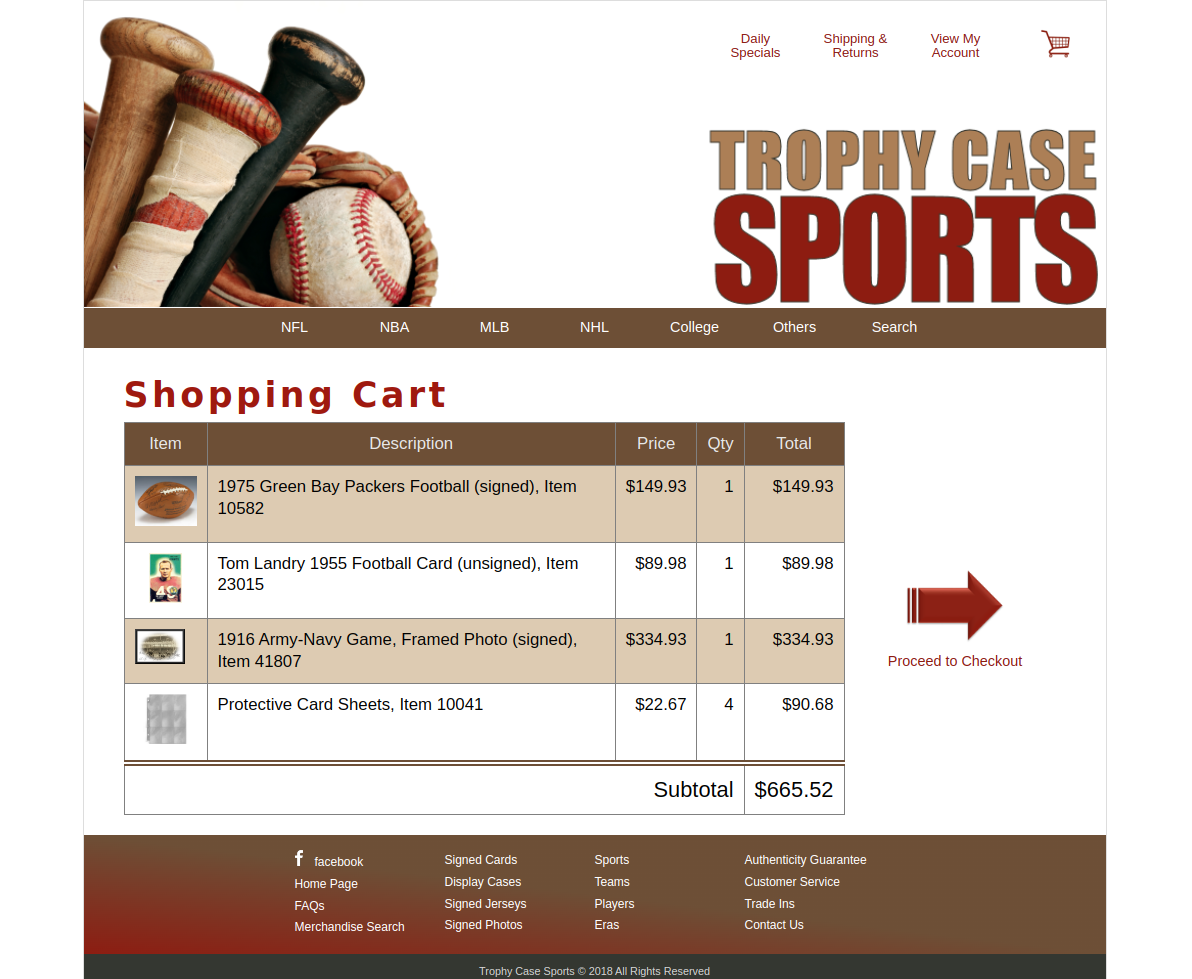 Daily
Specials
Shipping &
Returns
View My
Account
TROPHY CASE
SPORTS
NFL NBA MLB NHL College Others Search
Shopping Cart
Item Description Price Qty Total
1975 Green Bay Packers Football (signed), Item
10582 $149.93 1 $149.93
Tom Landry 1955 Football Card (unsigned), Item
23015 $89.98 1 $89.98
49
1916 Army-Navy Game, Framed Photo (signed),
Item 41807 $334.93 1 $334.93
Protective Card Sheets, Item 10041 $22.67 4 $90.68
Subtotal $665.52
Proceed to Checkout
f facebook
Home Page
FAQs
Merchandise Search
Signed Cards
Display Cases
Signed Jerseys
Signed Photos
Sports
Teams
Players
Eras
Authenticity Guarantee
Customer Service
Trade Ins
Contact Us
Trophy Case Sports © 2018 All Rights Reserved